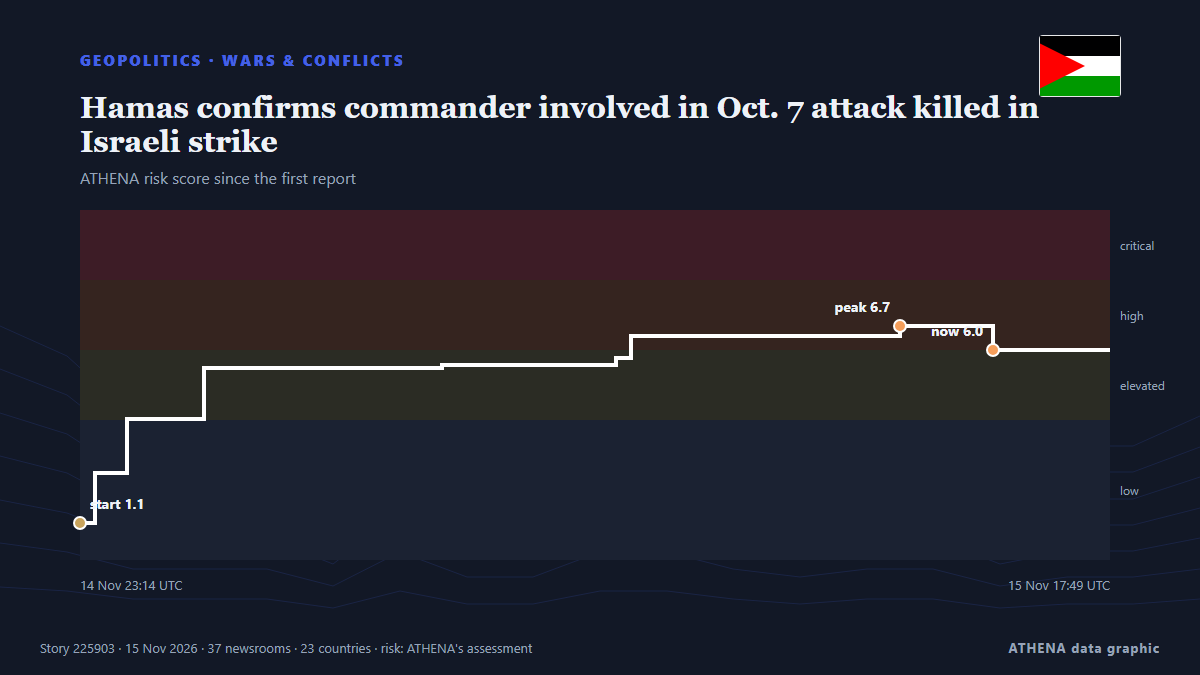 GEOPOLITICS · WARS & CONFLICTS
Hamas confirms commander involved in Oct. 7 attack killed in
Israeli strike
ATHENA risk score since the first report
critical
peak 6.7
high
now 6.0
elevated
low
start 1.1
14 Nov 23:14 UTC
15 Nov 17:49 UTC
Story 225903 · 15 Nov 2026 · 37 newsrooms · 23 countries · risk: ATHENA's assessment
ATHENA data graphic